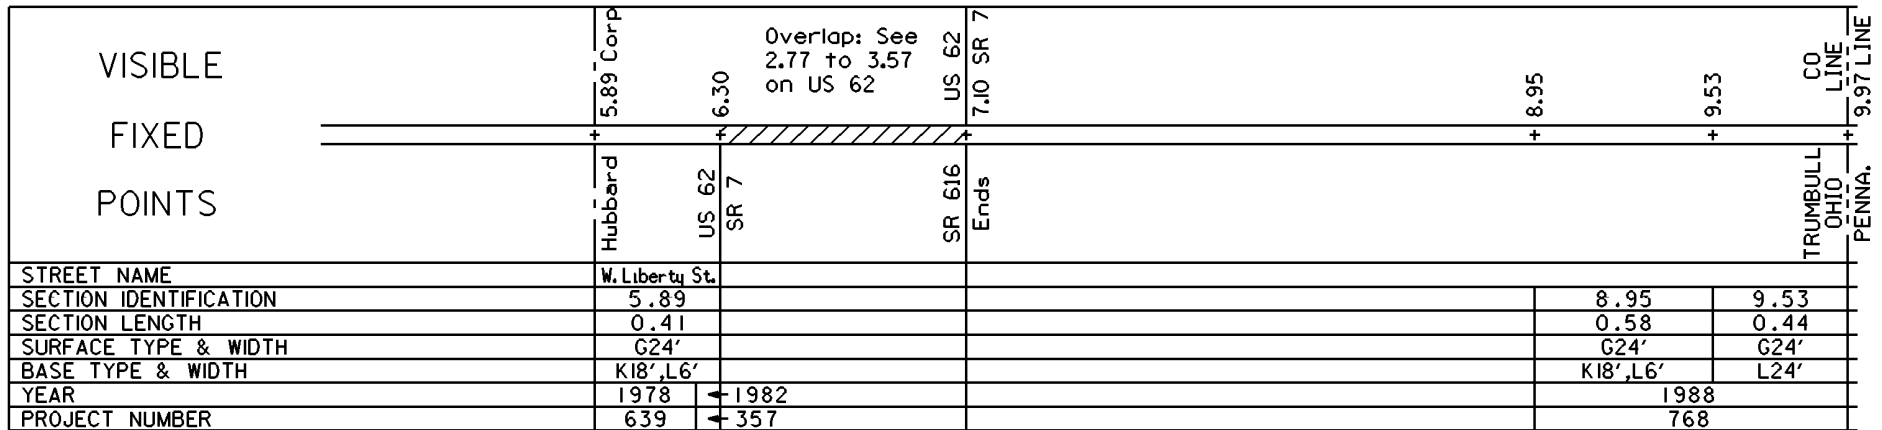 VISIBLE
FIXED
POINTS
5.89 Corp
6.30
Overlap: See
2.77 to 3.57
on US 62
US 62
7.10 SR 7
8.95
9.53
CO
LINE
9.97 LINE
Hubbard
US 62
SR 7
SR 616
Ends
TRUMBULL
OHIO
PENNA.
STREET NAME W. Liberty St.
SECTION IDENTIFICATION 5.89 8.95 9.53
SECTION LENGTH 0.41 0.58 0.44
SURFACE TYPE & WIDTH G24' G24' G24'
BASE TYPE & WIDTH K18',L6' K18',L6' L24'
YEAR 1978 1982 1988
PROJECT NUMBER 639 357 768